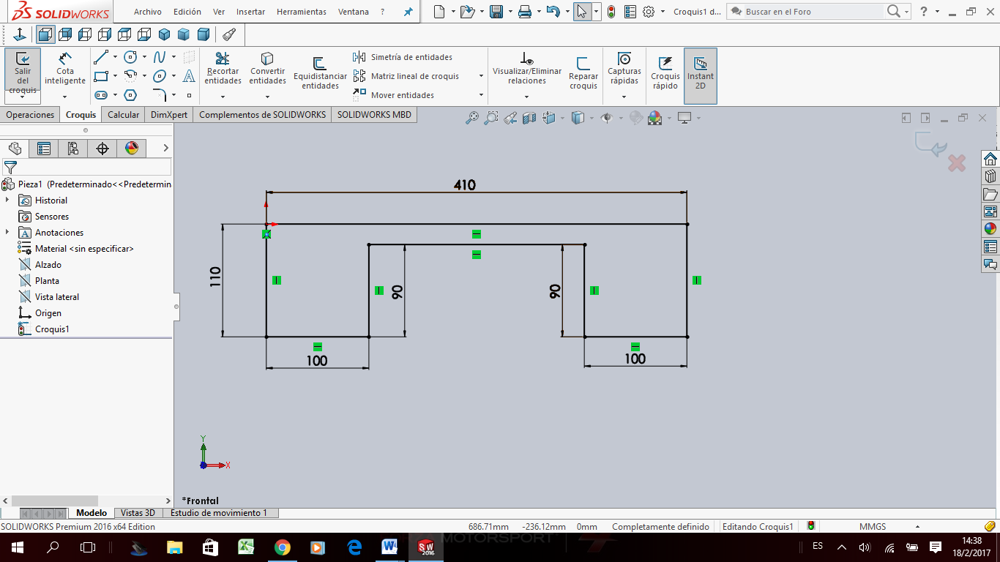 SOLIDWORKS
Archivo Edición Ver Insertar Herramientas Ventana ?
Croquis1 d...
Buscar en el Foro
?
Salir del croquis
Cota inteligente
Recortar entidades
Convertir entidades
Equidistanciar entidades
Simetría de entidades
Matriz lineal de croquis
Mover entidades
Visualizar/Eliminar relaciones
Reparar croquis
Capturas rápidas
Croquis rápido
Instant 2D
Operaciones Croquis Calcular DimXpert Complementos de SOLIDWORKS SOLIDWORKS MBD
Pieza1 (Predeterminado<<Predetermin
Historial
Sensores
Anotaciones
Material <sin especificar>
Alzado
Planta
Vista lateral
Origen
Croquis1
410
110
90
90
100
100
Y
X
*Frontal
Modelo Vistas 3D Estudio de movimiento 1
SOLIDWORKS Premium 2016 x64 Edition
686.71mm -236.12mm 0mm Completamente definido Editando Croquis1 MMGS
MOTORSPORT
SW 2016
ES
14:38
18/2/2017